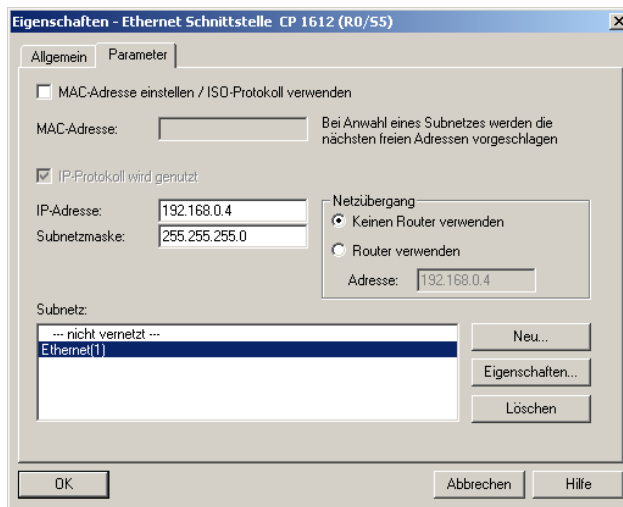 Eigenschaften - Ethernet Schnittstelle CP 1612 (R0/S5)
Allgemein
Parameter
MAC-Adresse einstellen / ISO-Protokoll verwenden
MAC-Adresse:
Bei Anwahl eines Subnetzes werden die
nächsten freien Adressen vorgeschlagen
IP-Protokoll wird genutzt
IP-Adresse:
192.168.0.4
Subnetzmaske:
255.255.255.0
Netzübergang
Keinen Router verwenden
Router verwenden
Adresse:
192.168.0.4
Subnetz:
--- nicht vernetzt ---
Ethernet(1)
Neu...
Eigenschaften...
Löschen
OK
Abbrechen
Hilfe